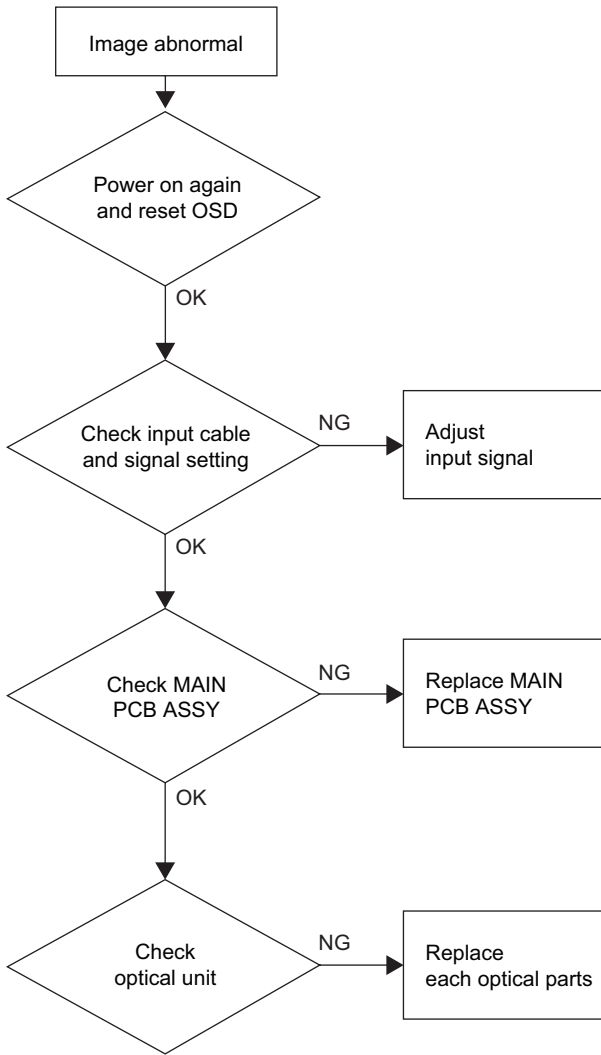 Image abnormal
Power on again
and reset OSD
OK
Check input cable
and signal setting
NG
Adjust
input signal
OK
Check MAIN
PCB ASSY
NG
Replace MAIN
PCB ASSY
OK
Check
optical unit
NG
Replace
each optical parts